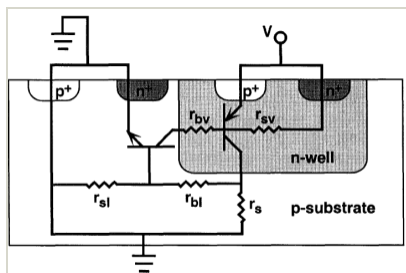 V
p+
n+
p+
n+
rbv
rsv
n-well
rsl
rbl
rs
p-substrate